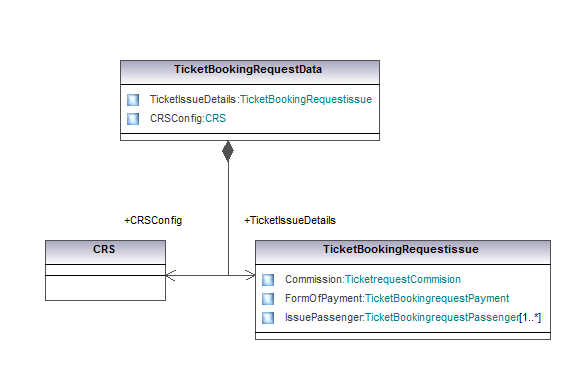 TicketBookingRequestData
TicketIssueDetails:TicketBookingRequestissue
CRSConfig:CRS
+CRSConfig
+TicketIssueDetails
CRS
TicketBookingRequestissue
Commission:TicketrequestCommision
FormOfPayment:TicketBookingrequestPayment
IssuePassenger:TicketBookingrequestPassenger[1..*]